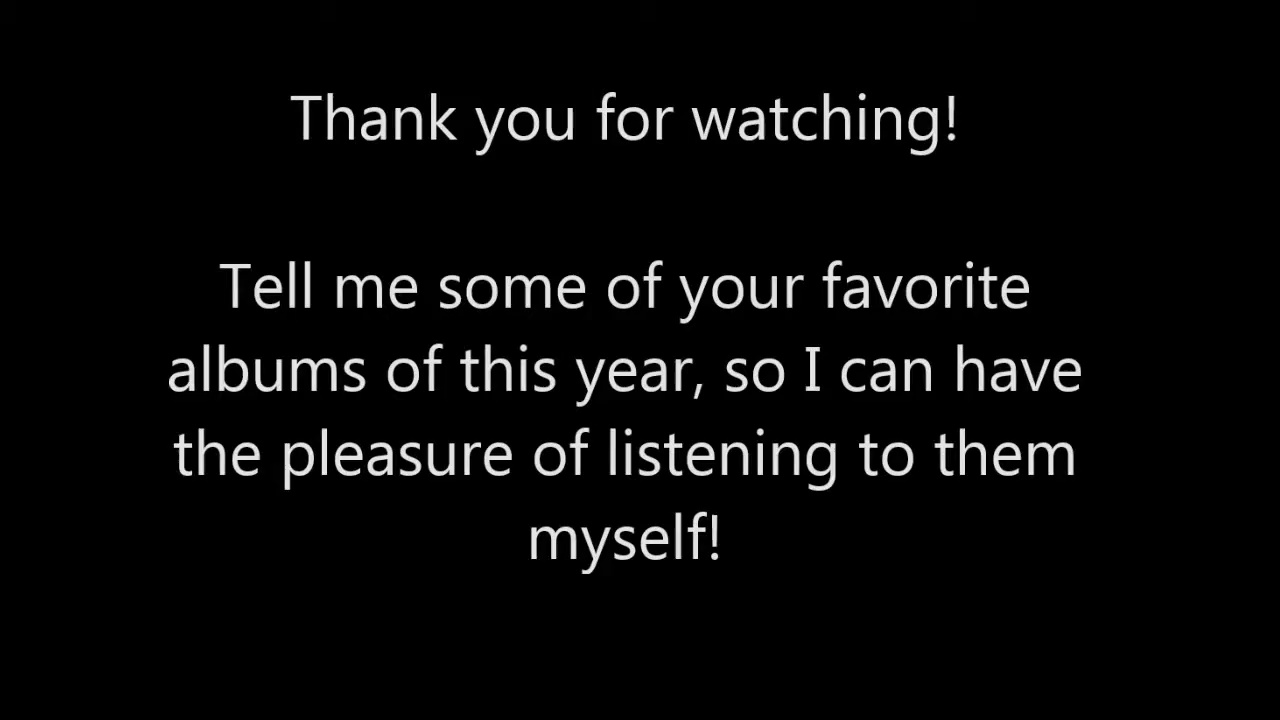 Thank you for watching!
Tell me some of your favorite
albums of this year, so I can have
the pleasure of listening to them
myself!